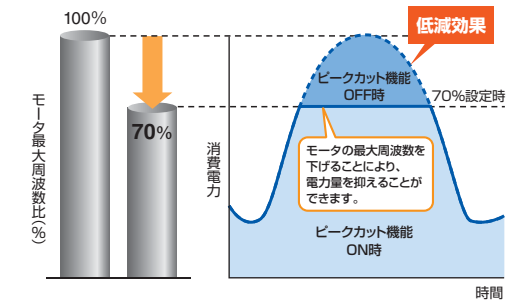 100%
70%
モータ最大周波数比(%)
低減効果
ピークカット機能
OFF時
70%設定時
モータの最大周波数を
下げることにより、
電力量を抑えることが
できます。
消費電力
ピークカット機能
ON時
時間